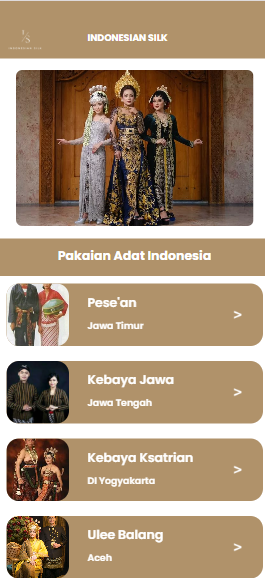 INDONESIAN SILK
INDONESIAN SILK
Pakaian Adat Indonesia
Pese'an
Jawa Timur
>
Kebaya Jawa
Jawa Tengah
>
Kebaya Ksatrian
DI Yogyakarta
>
Ulee Balang
Aceh
>